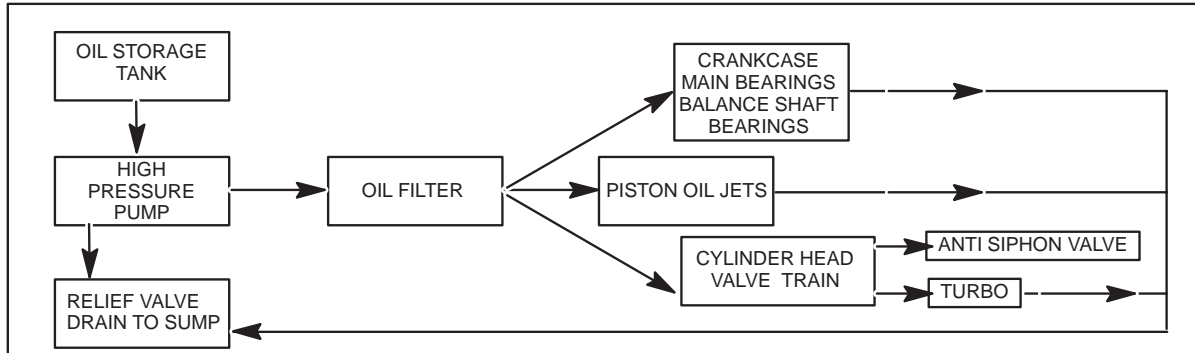 OIL STORAGE
TANK
HIGH
PRESSURE
PUMP
RELIEF VALVE
DRAIN TO SUMP
OIL FILTER
CRANKCASE
MAIN BEARINGS
BALANCE SHAFT
BEARINGS
PISTON OIL JETS
CYLINDER HEAD
VALVE TRAIN
ANTI SIPHON VALVE
TURBO